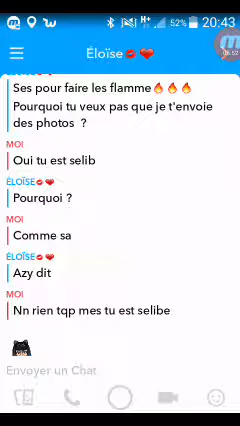 52% 20:43
Éloïse💋❤
Ses pour faire les flamme🔥🔥🔥
Pourquoi tu veux pas que je t'envoie
des photos ?
MOI
Oui tu est selib
ÉLOÏSE💋❤
Pourquoi ?
MOI
Comme sa
ÉLOÏSE💋❤
Azy dit
MOI
Nn rien tqp mes tu est selibe
Envoyer un Chat